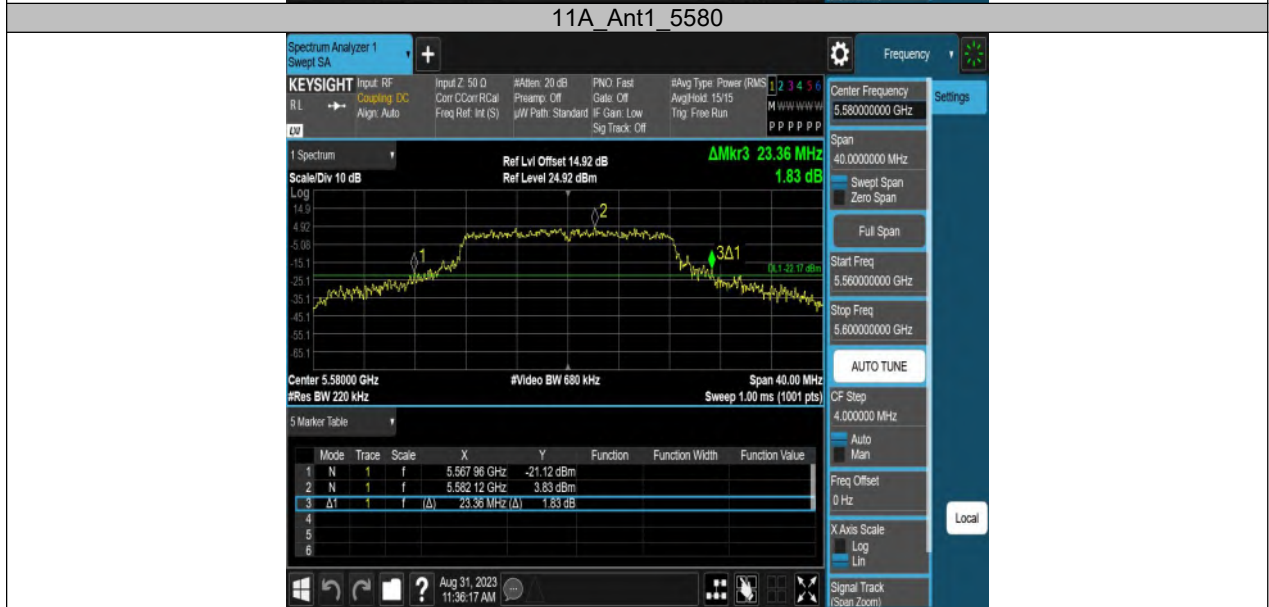 11A_Ant1_5580
Spectrum Analyzer 1
Swept SA
+
Frequency
KEYSIGHT
RL
LXI
Input: RF
Coupling: DC
Align: Auto
Input Z: 50 Ω
Corr CCorr RCal
Freq Ref: Int (S)
#Atten: 20 dB
Preamp: Off
µW Path: Standard
PNO: Fast
Gate: Off
IF Gain: Low
Sig Track: Off
#Avg Type: Power (RMS
Avg|Hold: 15/15
Trig: Free Run
1 2 3 4 5 6
M W W W W W
P P P P P P
Center Frequency
5.580000000 GHz
Settings
1 Spectrum
Scale/Div 10 dB
Ref Lvl Offset 14.92 dB
Ref Level 24.92 dBm
ΔMkr3 23.36 MHz
1.83 dB
Log
14.9
4.92
-5.08
-15.1
-25.1
-35.1
-45.1
-55.1
-65.1
1
2
3Δ1
DL1 -22.17 dBm
Center 5.58000 GHz
#Res BW 220 kHz
#Video BW 680 kHz
Span 40.00 MHz
Sweep 1.00 ms (1001 pts)
Span
40.0000000 MHz
Swept Span
Zero Span
Full Span
Start Freq
5.560000000 GHz
Stop Freq
5.600000000 GHz
AUTO TUNE
CF Step
4.000000 MHz
Auto
Man
Freq Offset
0 Hz
X Axis Scale
Log
Lin
Signal Track
(Span Zoom)
Local
5 Marker Table
Mode Trace Scale X Y Function Function Width Function Value
1 N 1 f 5.567 96 GHz -21.12 dBm
2 N 1 f 5.582 12 GHz 3.83 dBm
3 Δ1 1 f (Δ) 23.36 MHz (Δ) 1.83 dB
4
5
6
?
Aug 31, 2023
11:36:17 AM